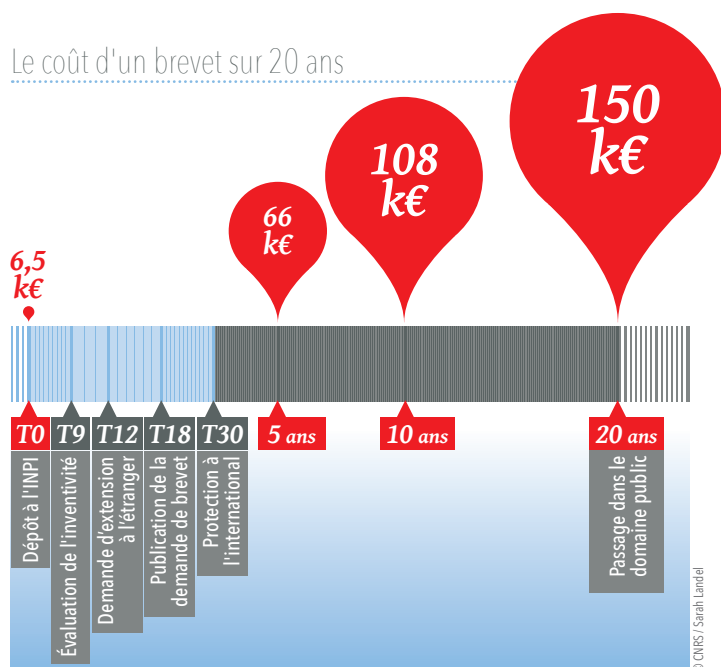 Le coût d'un brevet sur 20 ans
6,5
k€
66
k€
108
k€
150
k€
T0
T9
T12
T18
T30
5 ans
10 ans
20 ans
Dépôt à l'INPI
Évaluation de l'inventivité
Demande d'extension
à l'étranger
Publication de la
demande de brevet
Protection à
l'international
Passage dans le
domaine public
© CNRS / Sarah Landel